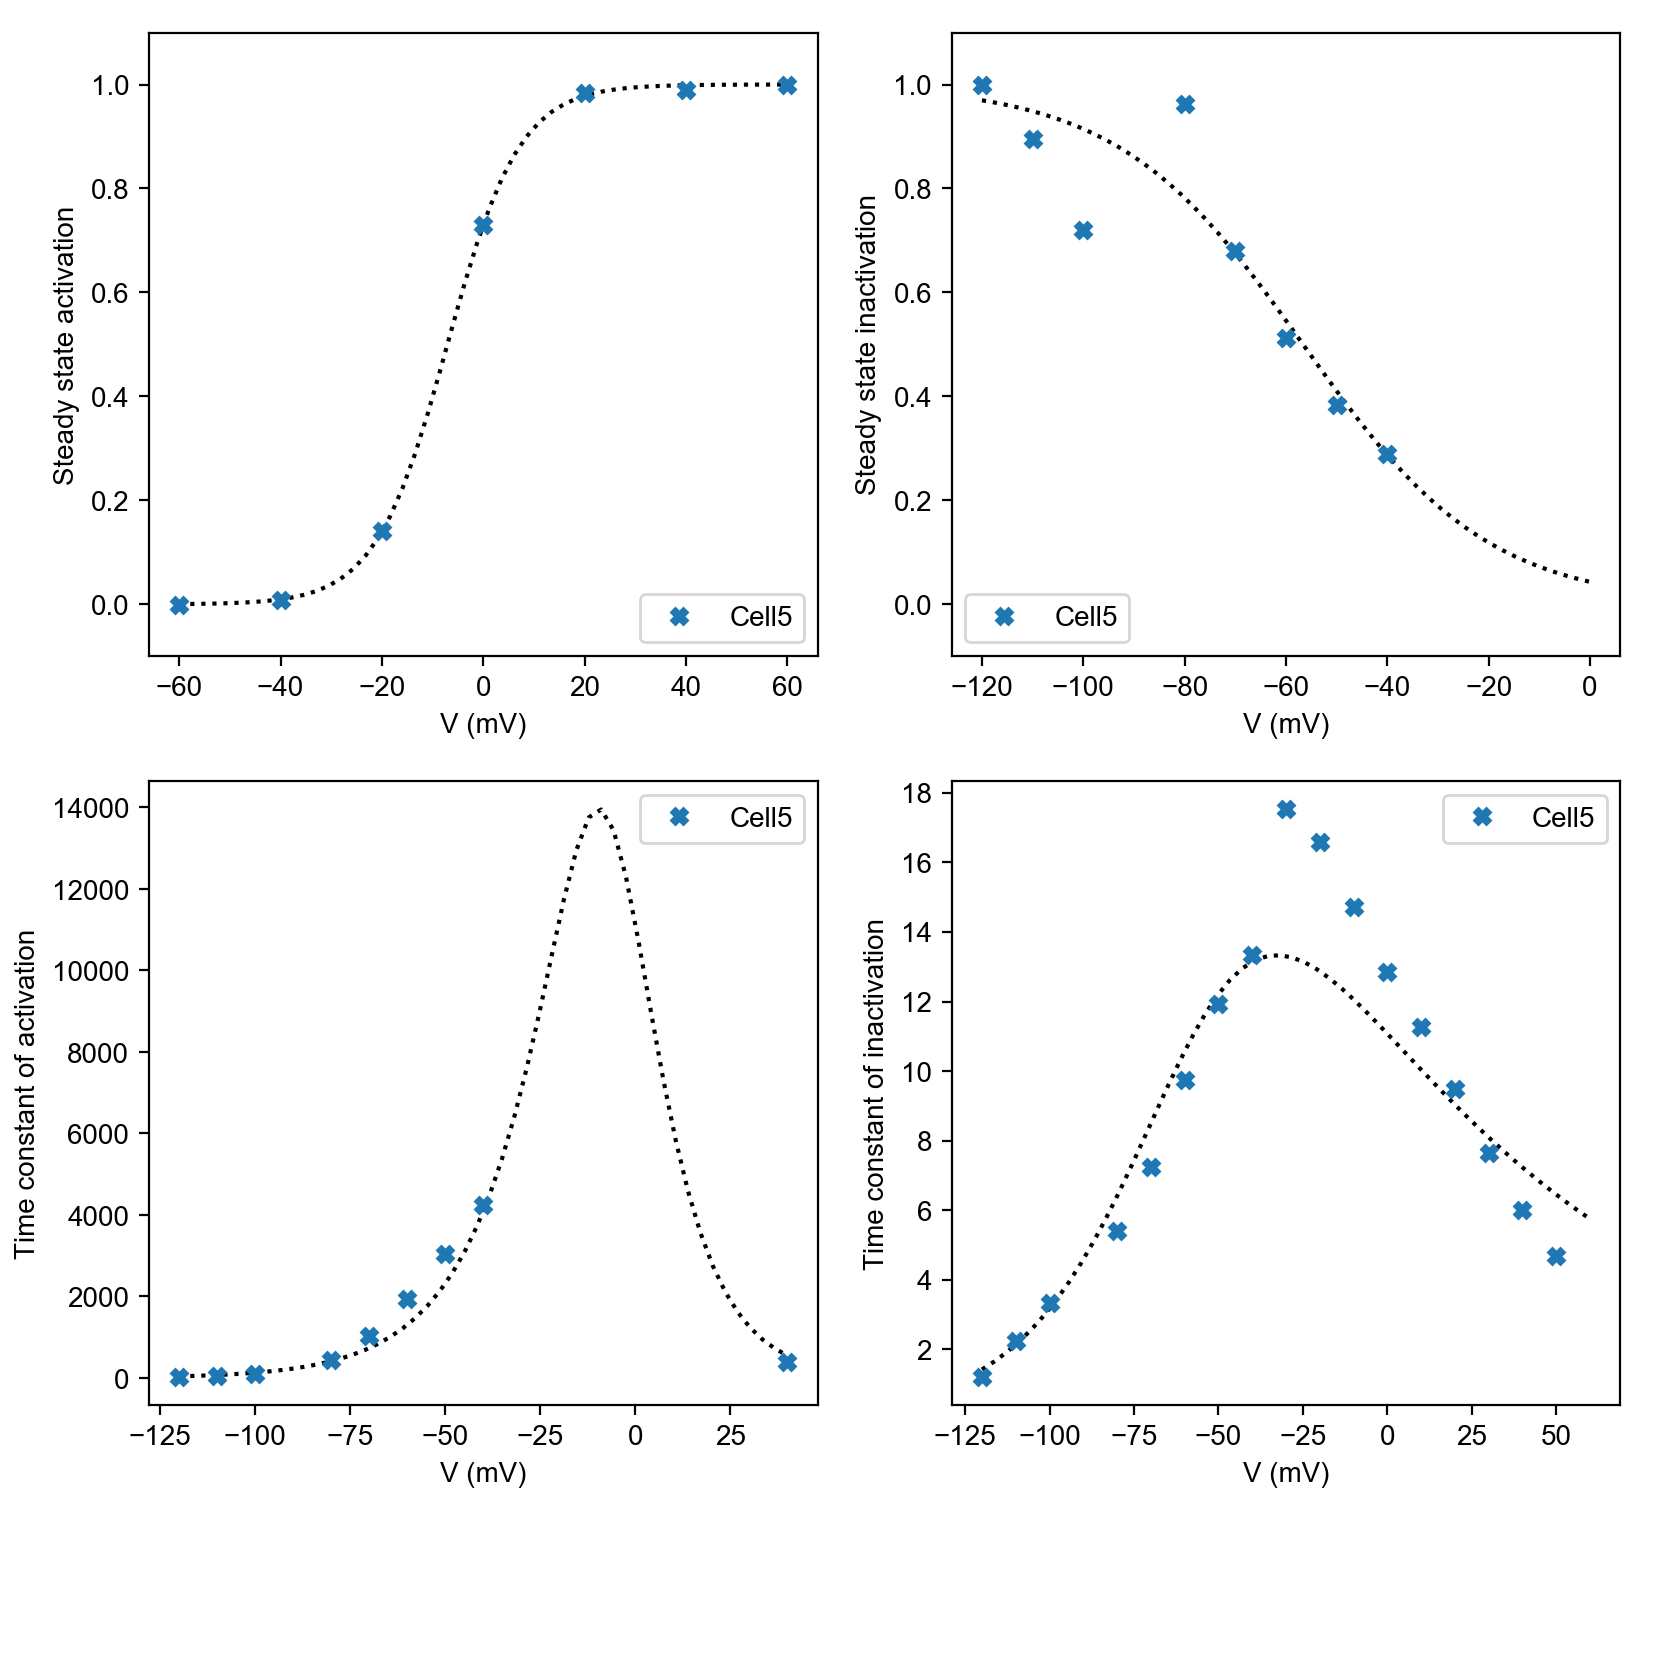 Steady state activation
1.0
0.8
0.6
0.4
0.2
0.0
Cell5
−60 −40 −20 0 20 40 60
V (mV)
Steady state inactivation
1.0
0.8
0.6
0.4
0.2
0.0
Cell5
−120 −100 −80 −60 −40 −20 0
V (mV)
Time constant of activation
14000
12000
10000
8000
6000
4000
2000
0
Cell5
−125 −100 −75 −50 −25 0 25
V (mV)
Time constant of inactivation
18
16
14
12
10
8
6
4
2
Cell5
−125 −100 −75 −50 −25 0 25 50
V (mV)